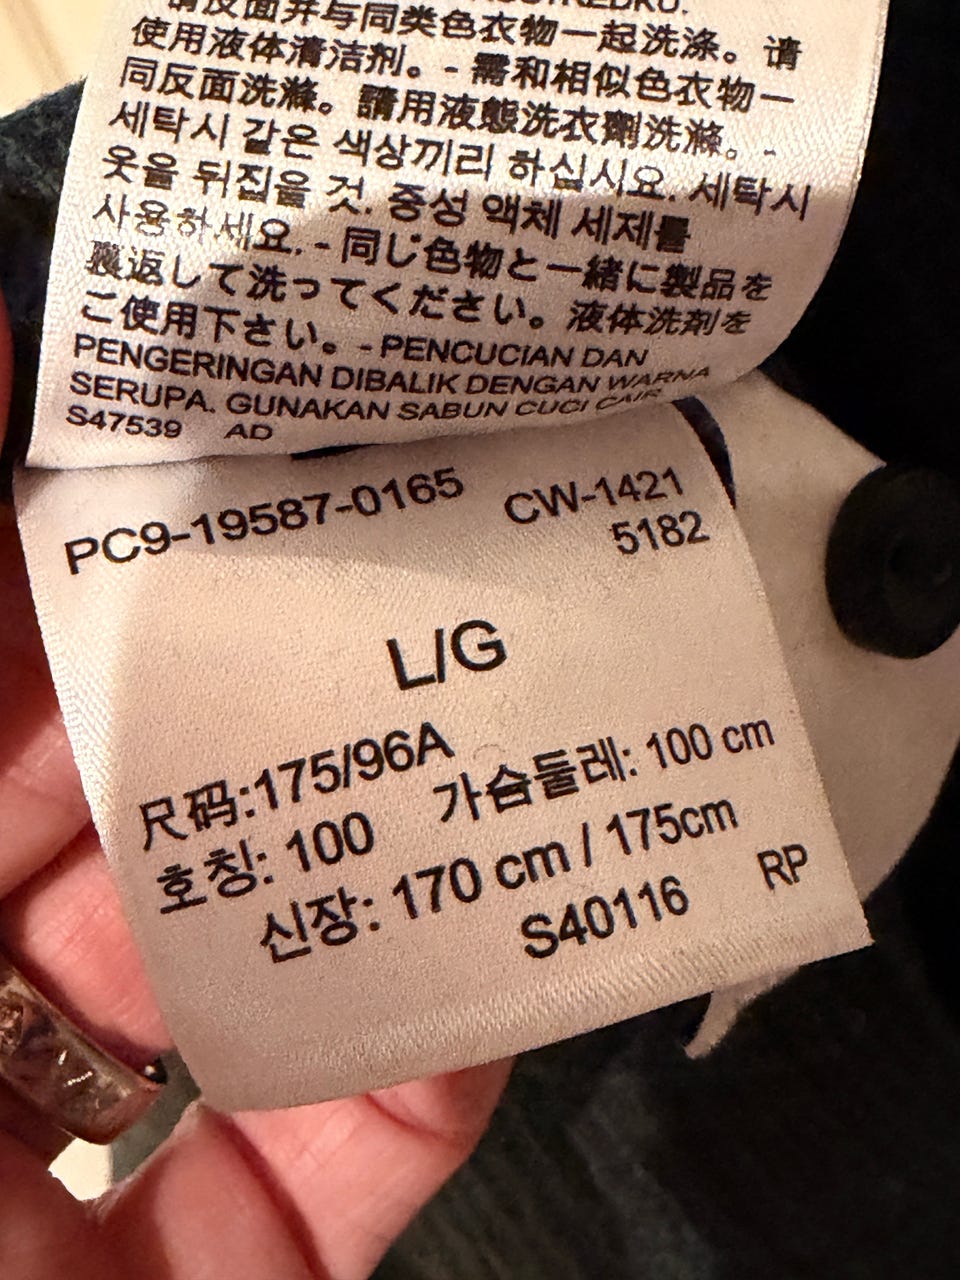 请反面并与同类色衣物一起洗涤。请
使用液体清洁剂。- 需和相似色衣物一
同反面洗滌。請用液態洗衣劑洗滌。-
세탁시 같은 색상끼리 하십시요. 세탁시
옷을 뒤집을 것. 중성 액체 세제를
사용하세요. - 同じ色物と一緒に製品を
裏返して洗ってください。液体洗剤を
ご使用下さい。- PENCUCIAN DAN
PENGERINGAN DIBALIK DENGAN WARNA
SERUPA. GUNAKAN SABUN CUCI CAIR
S47539 AD
PC9-19587-0165 CW-1421
5182
L/G
尺码:175/96A
호칭: 100 가슴둘레: 100 cm
신장: 170 cm / 175cm
S40116 RP